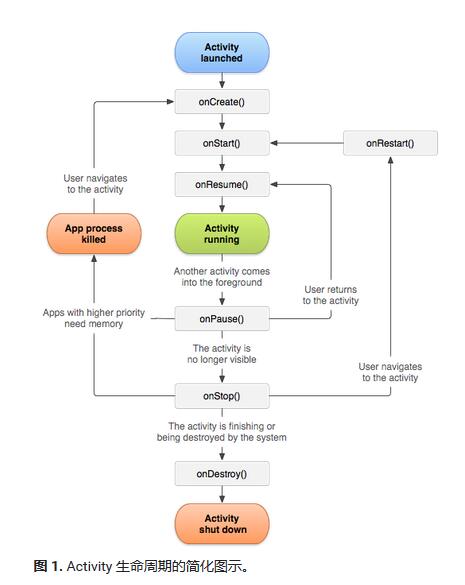 Activity
launched
onCreate()
onStart()
onRestart()
User navigates
to the activity
onResume()
App process
killed
Activity
running
Another activity comes
into the foreground
User returns
to the activity
Apps with higher priority
need memory
onPause()
The activity is
no longer visible
User navigates
to the activity
onStop()
The activity is finishing or
being destroyed by the system
onDestroy()
Activity
shut down
图 1. Activity 生命周期的简化图示。